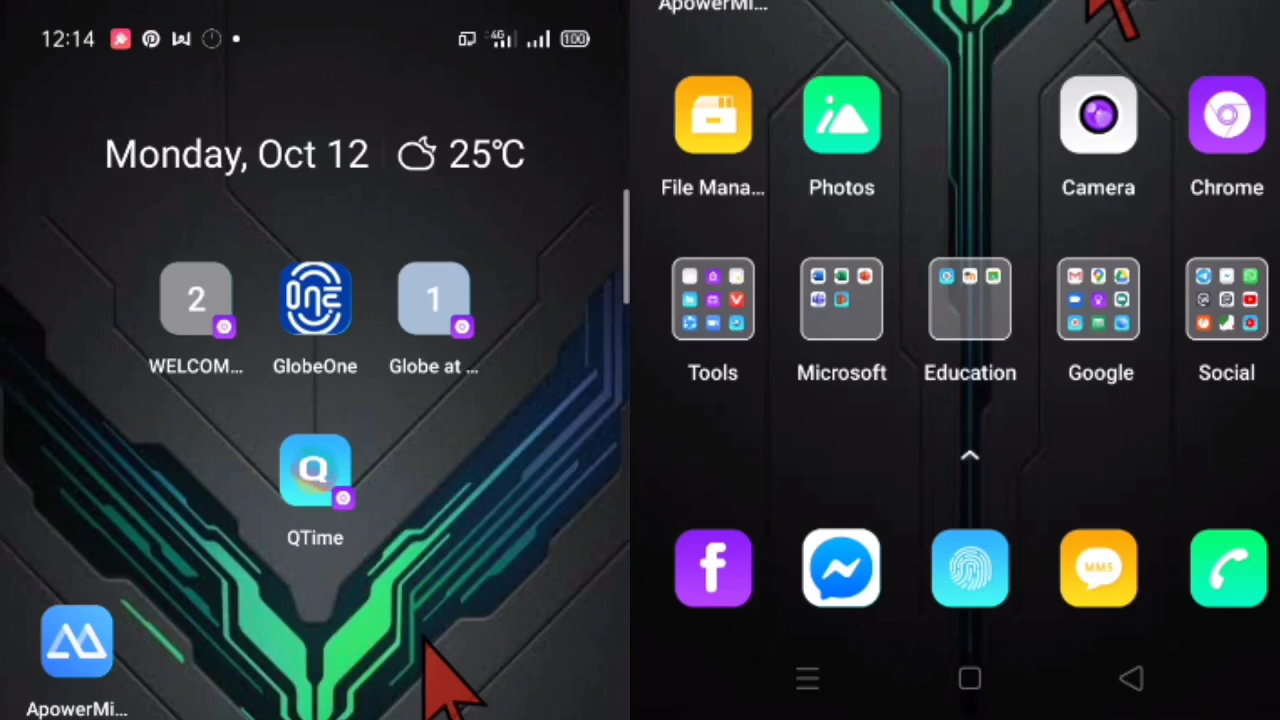 12:14 4G 100
Monday, Oct 12 25°C
2 1
WELCOM... GlobeOne Globe at ...
Q
QTime
ApowerMi...
ApowerMi...
File Mana... Photos Camera Chrome
Tools Microsoft Education Google Social
MMS